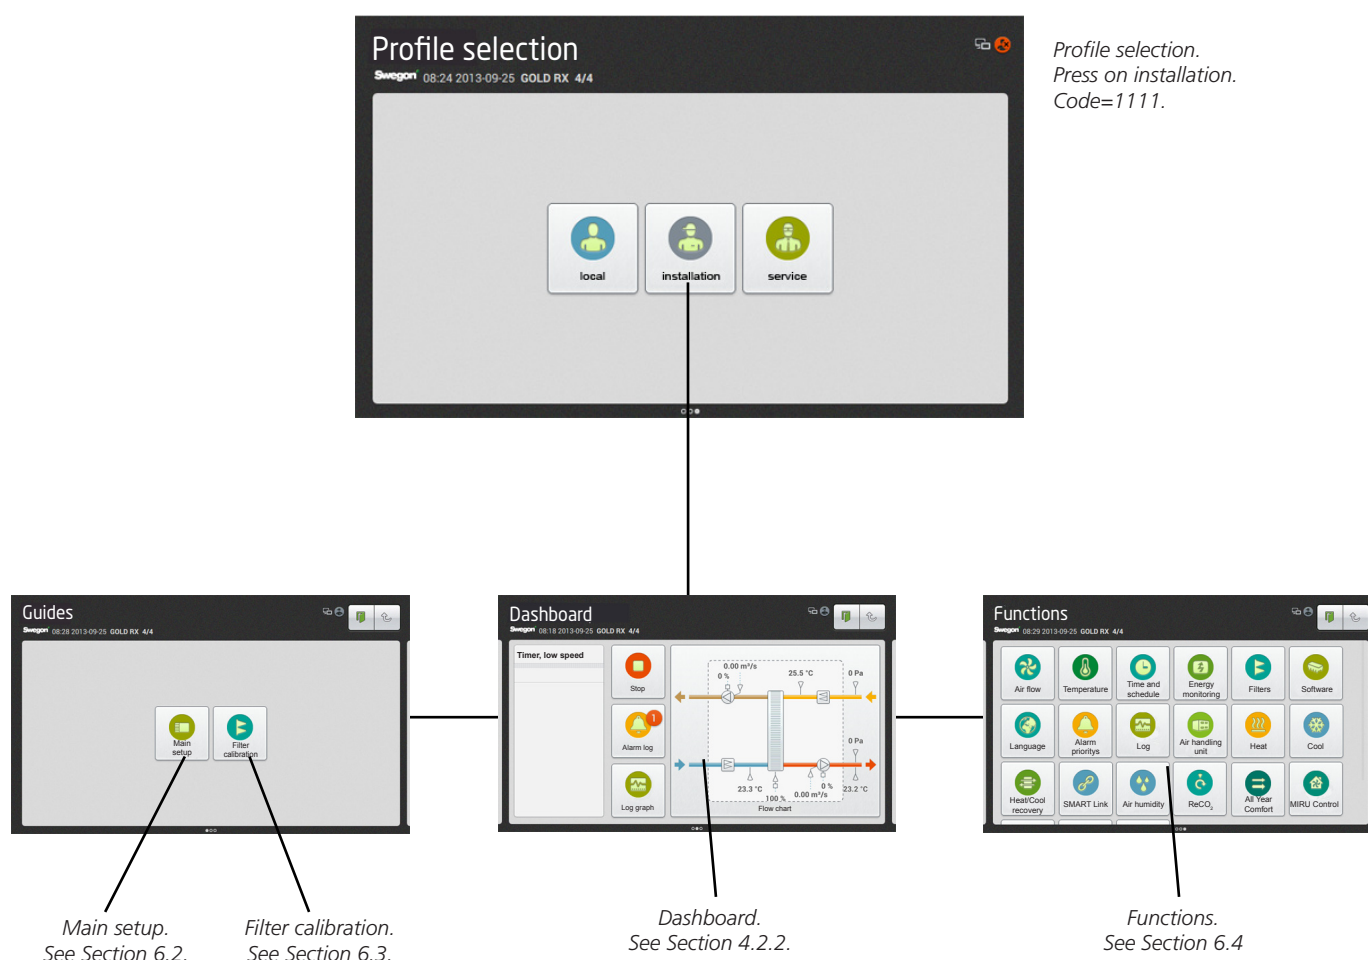 Profile selection
Swegon 08:24 2013-09-25 GOLD RX 4/4
Profile selection.
Press on installation.
Code=1111.
local
installation
service
Guides
Swegon 08:28 2013-09-25 GOLD RX 4/4
Main
setup
Filter
calibration
Dashboard
Swegon 08:18 2013-09-25 GOLD RX 4/4
Timer, low speed
Stop
1
Alarm log
Log graph
0.00 m³/s
0 %
25.5 °C
0 Pa
0 Pa
23.3 °C
100 %
0.00 m³/s
0 %
23.2 °C
Flow chart
Functions
Swegon 08:29 2013-09-25 GOLD RX 4/4
Air flow
Temperature
Time and
schedule
Energy
monitoring
Filters
Software
Language
Alarm
prioritys
Log
Air handling
unit
Heat
Cool
Heat/Cool
recovery
SMART Link
Air humidity
ReCO₂
All Year
Comfort
MIRU Control
Main setup.
See Section 6.2.
Filter calibration.
See Section 6.3.
Dashboard.
See Section 4.2.2.
Functions.
See Section 6.4